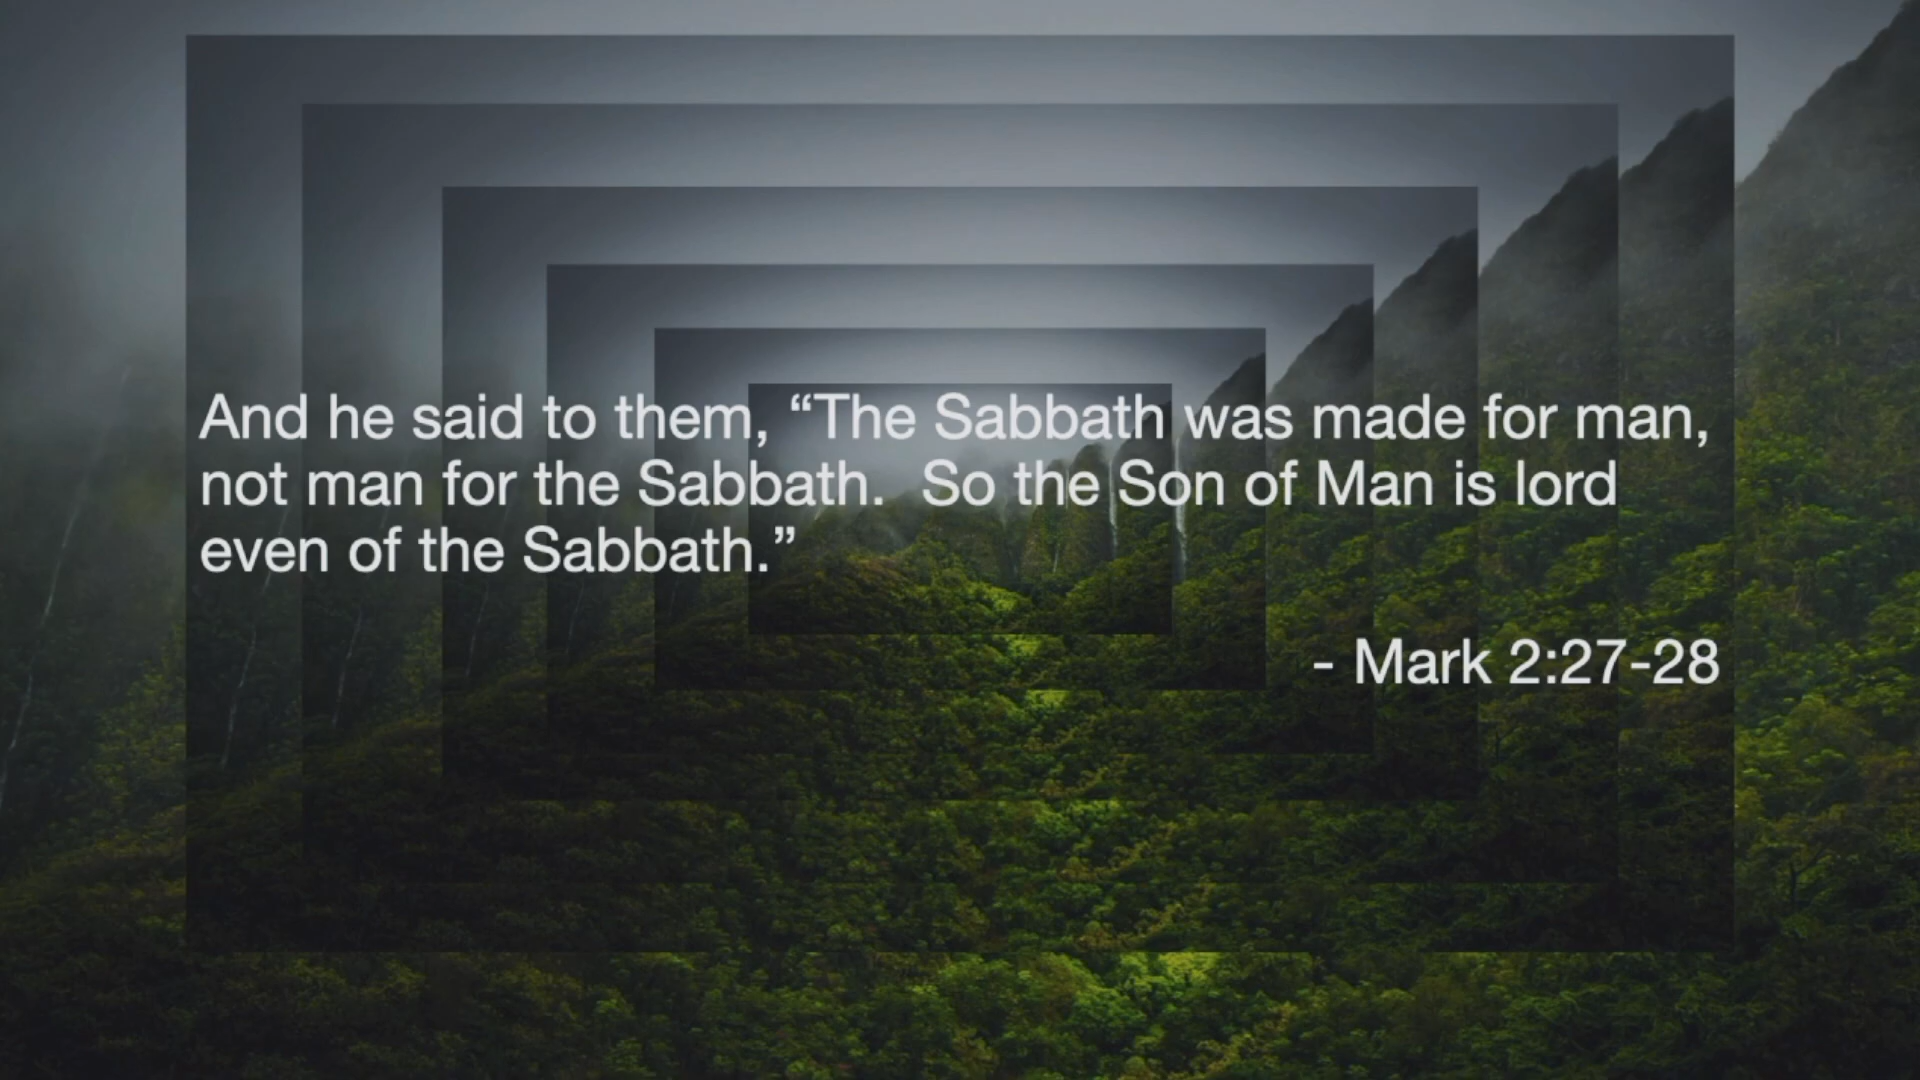 And he said to them, “The Sabbath was made for man,
not man for the Sabbath.  So the Son of Man is lord
even of the Sabbath.”
- Mark 2:27-28